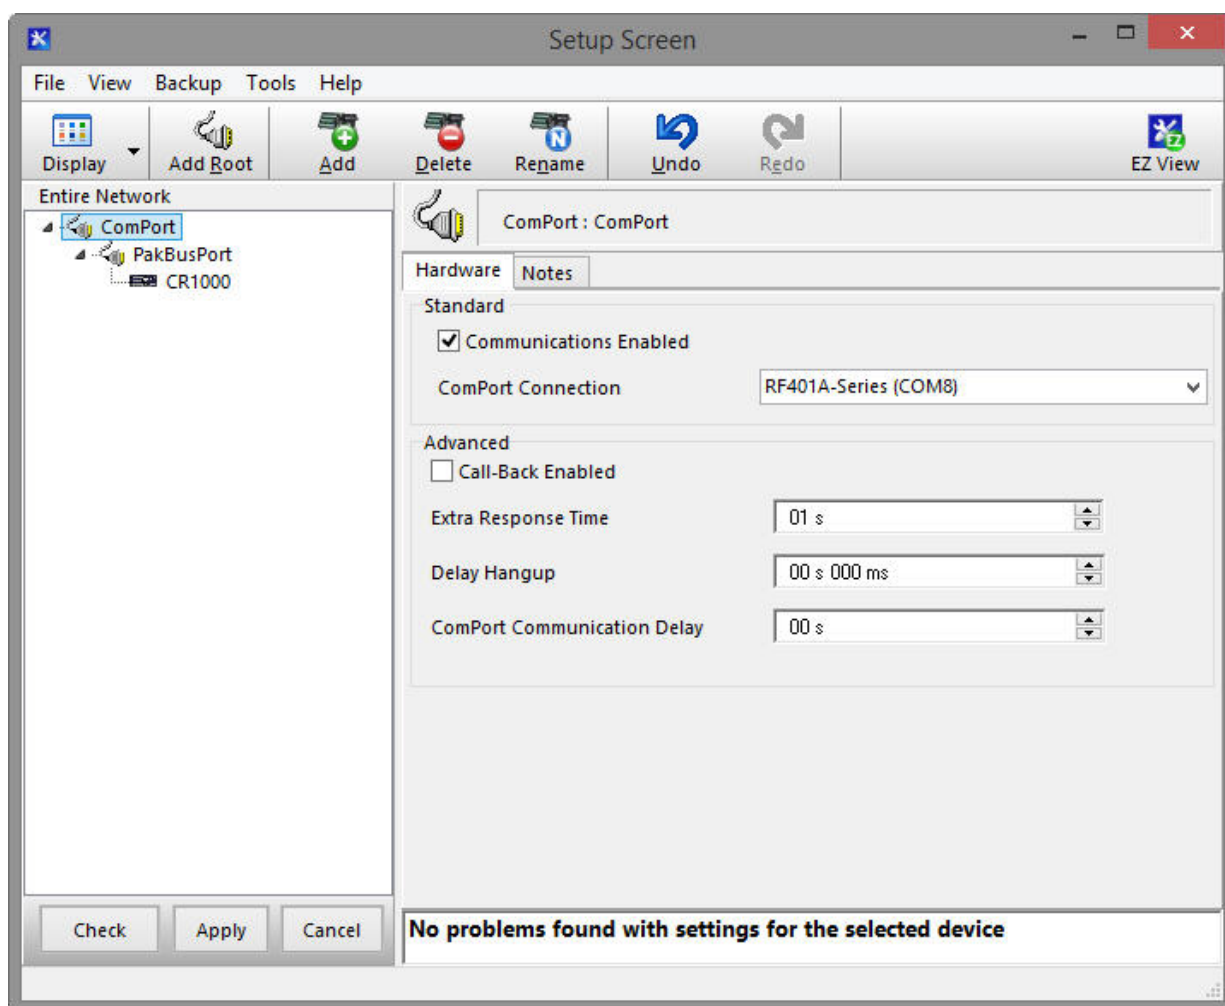 Setup Screen
File View Backup Tools Help
Display Add Root Add Delete Rename Undo Redo EZ View
Entire Network
ComPort
PakBusPort
CR1000
ComPort : ComPort
Hardware Notes
Standard
Communications Enabled
ComPort Connection RF401A-Series (COM8)
Advanced
Call-Back Enabled
Extra Response Time 01 s
Delay Hangup 00 s 000 ms
ComPort Communication Delay 00 s
Check Apply Cancel
No problems found with settings for the selected device